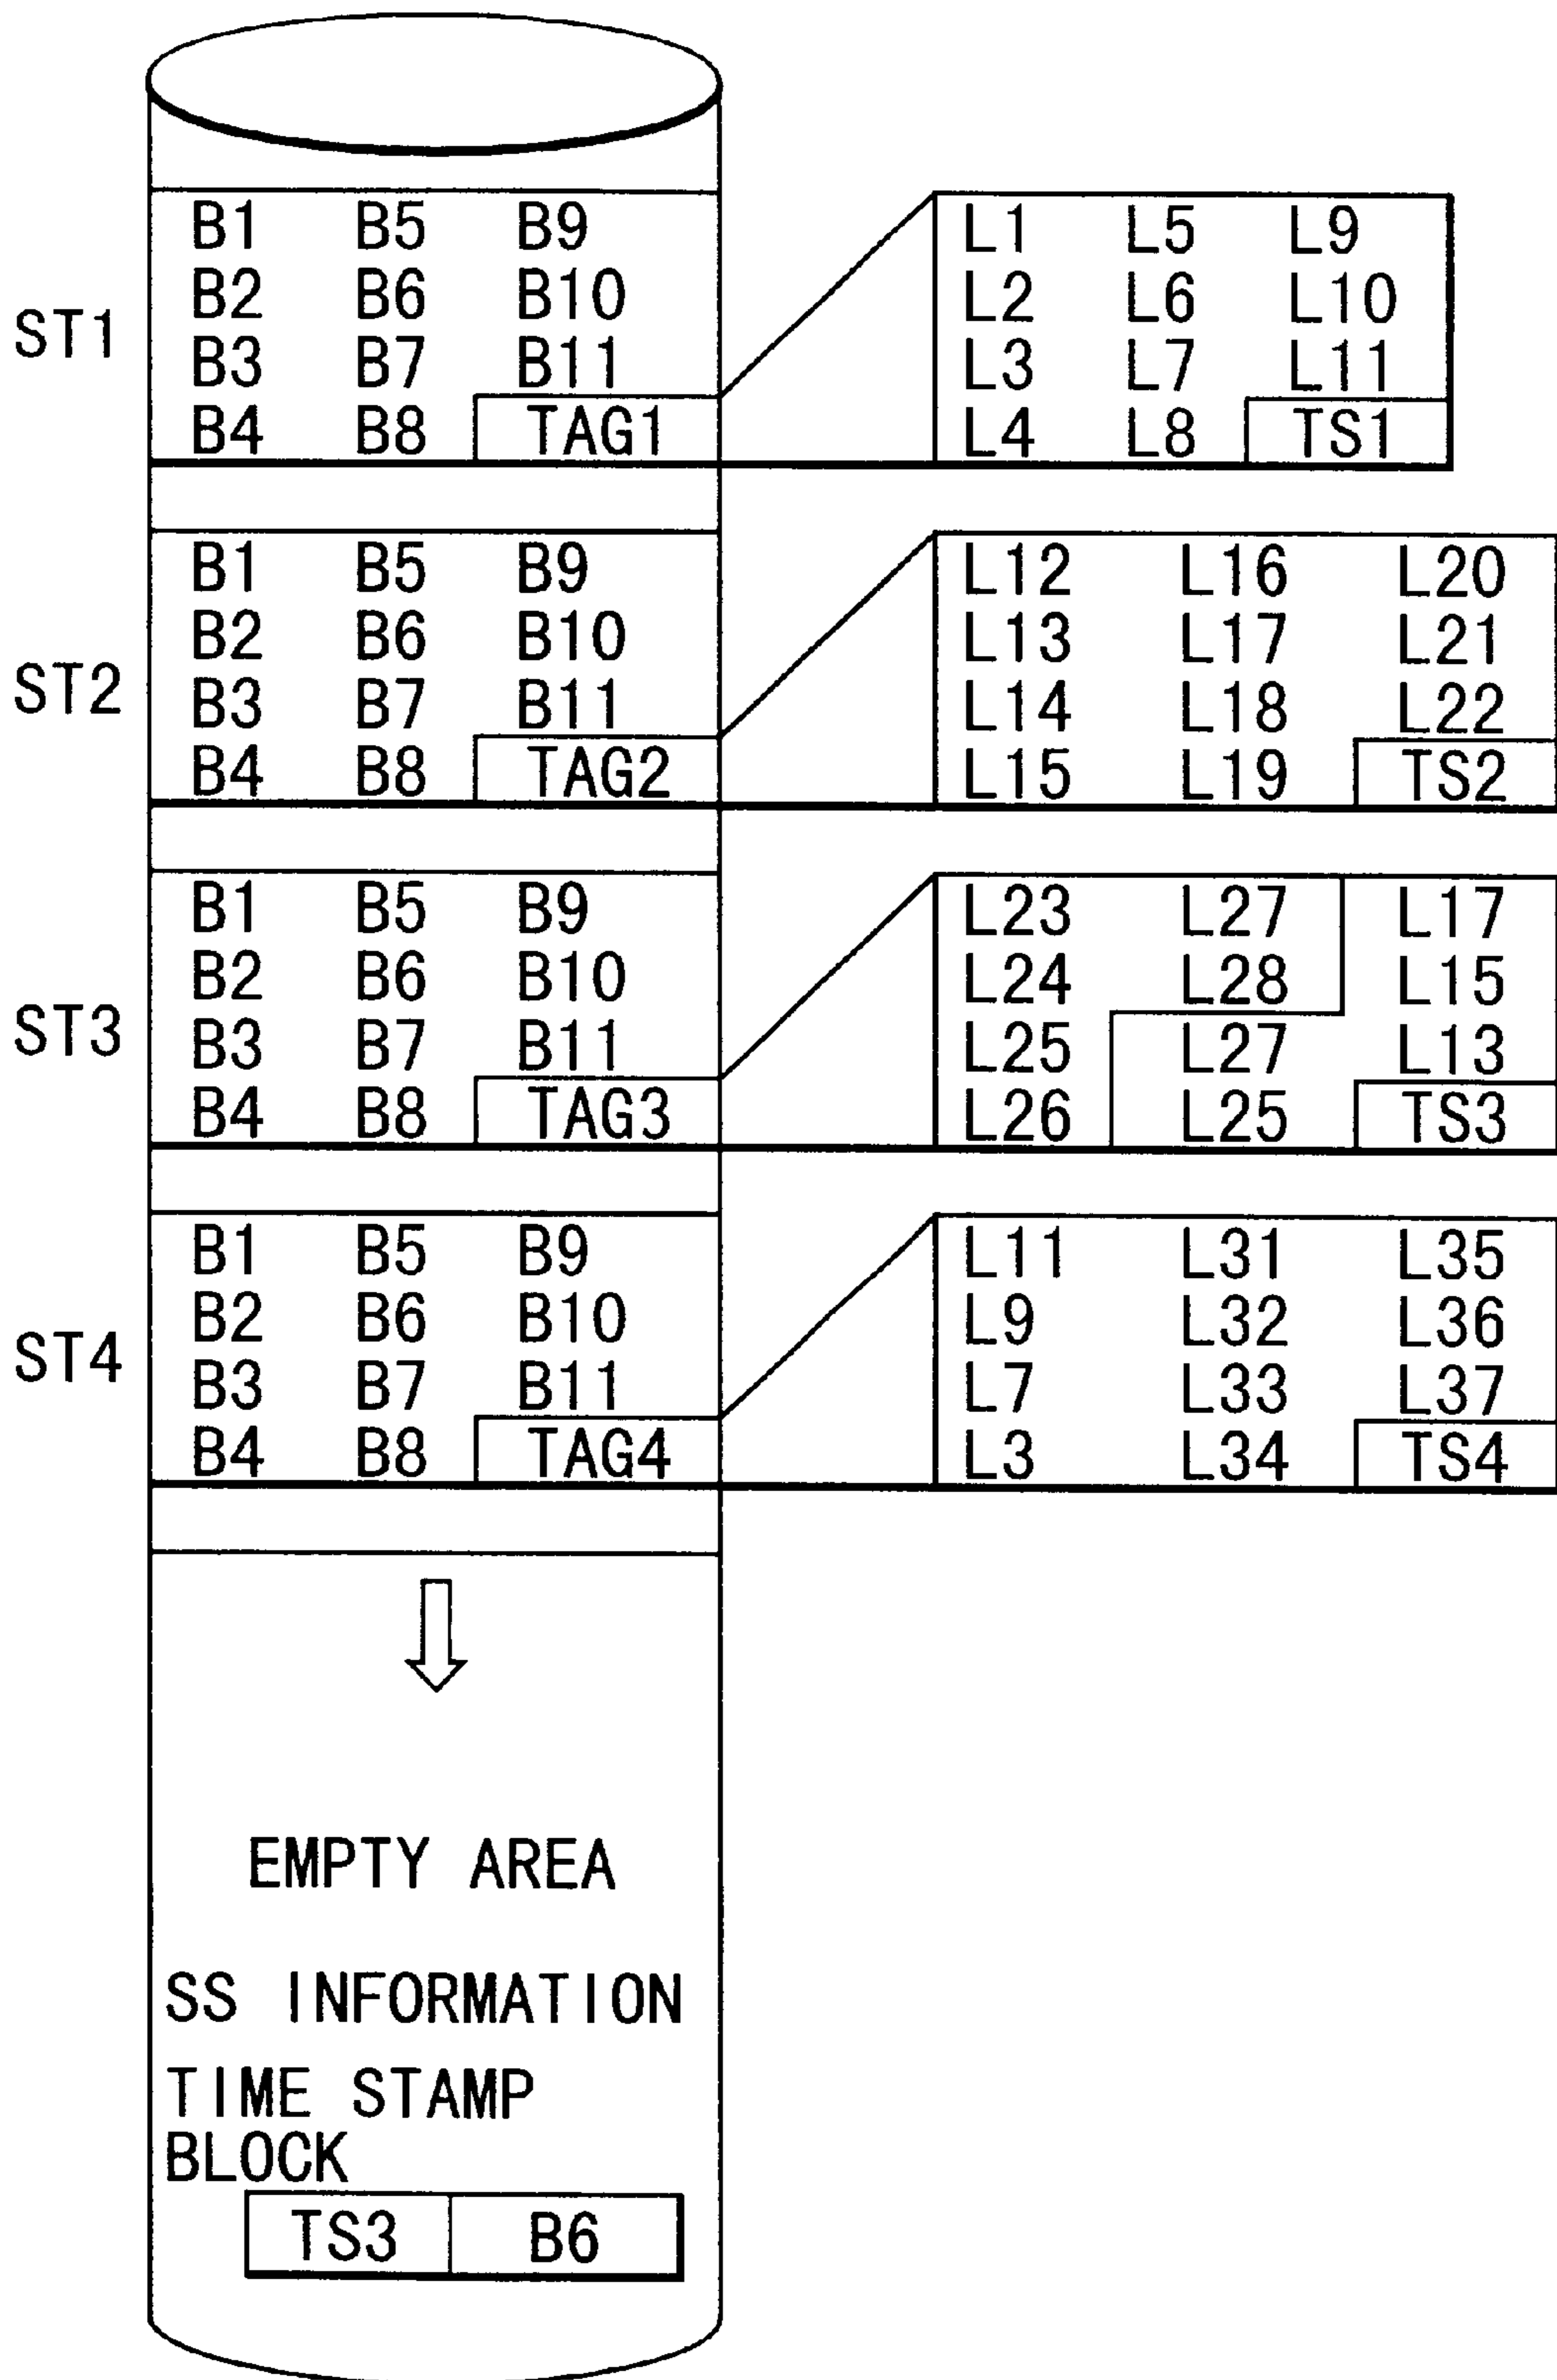 B1 B5 B9 L1 L5 L9
B2 B6 B10 L2 L6 L10
ST1
B3 B7 B11 L3 L7 L11
B4 B8 TAG1 L4 L8 TS1
B1 B5 B9 L12 L16 L20
B2 B6 B10 L13 L17 L21
ST2
B3 B7 B11 L14 L18 L22
B4 B8 TAG2 L15 L19 TS2
B1 B5 B9 L23 L27 L17
B2 B6 B10 L24 L28 L15
ST3
B3 B7 B11 L25 L27 L13
B4 B8 TAG3 L26 L25 TS3
B1 B5 B9 L11 L31 L35
B2 B6 B10 L9 L32 L36
ST4
B3 B7 B11 L7 L33 L37
B4 B8 TAG4 L3 L34 TS4
EMPTY AREA
SS INFORMATION
TIME STAMP
BLOCK
TS3 B6